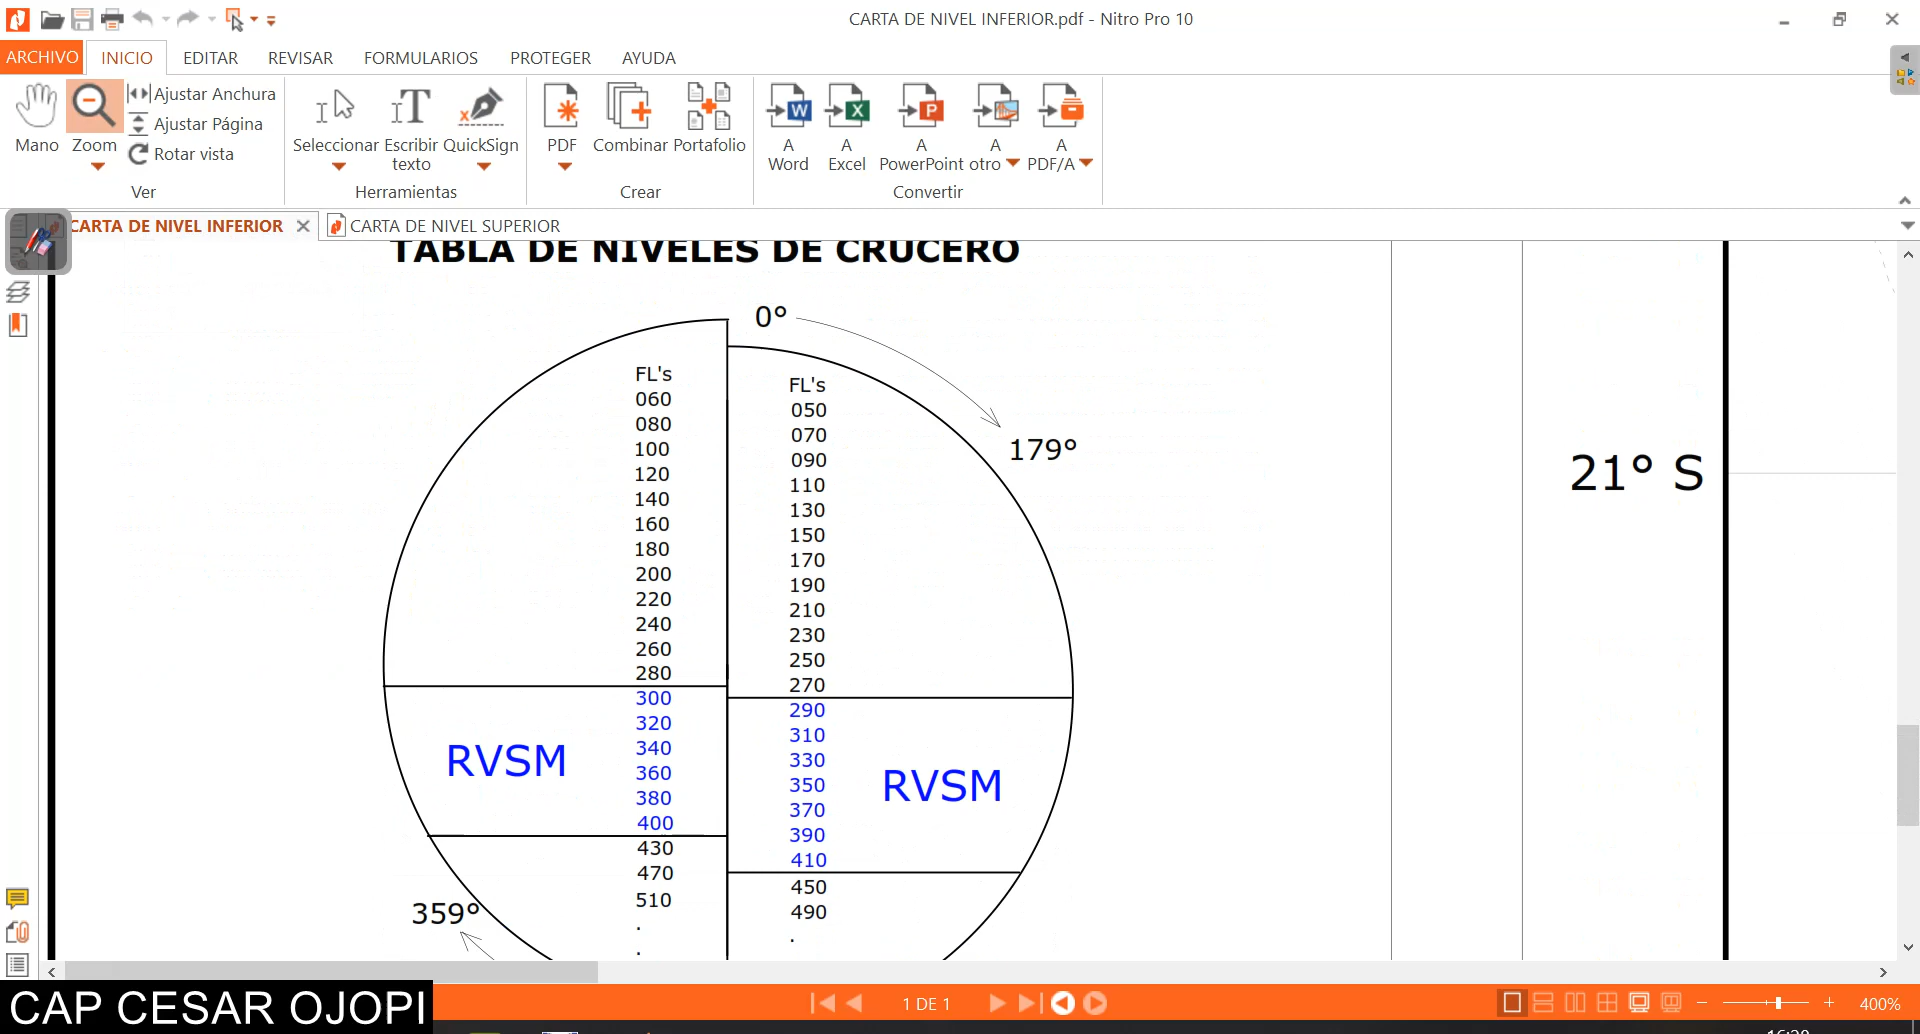 CARTA DE NIVEL INFERIOR.pdf - Nitro Pro 10
ARCHIVO INICIO EDITAR REVISAR FORMULARIOS PROTEGER AYUDA
Mano
Zoom
Ajustar Anchura
Ajustar Página
Rotar vista
Ver
Seleccionar
Escribir
texto
QuickSign
Herramientas
PDF
Combinar
Portafolio
Crear
A
Word
A
Excel
A
PowerPoint
A
otro
A
PDF/A
Convertir
CARTA DE NIVEL INFERIOR
CARTA DE NIVEL SUPERIOR
TABLA DE NIVELES DE CRUCERO
0°
179°
FL's
060
080
100
120
140
160
180
200
220
240
260
280
300
320
340
360
380
400
430
470
510
.
.
RVSM
359°
FL's
050
070
090
110
130
150
170
190
210
230
250
270
290
310
330
350
370
390
410
450
490
.
RVSM
21° S
CAP CESAR OJOPI
1 DE 1
400%